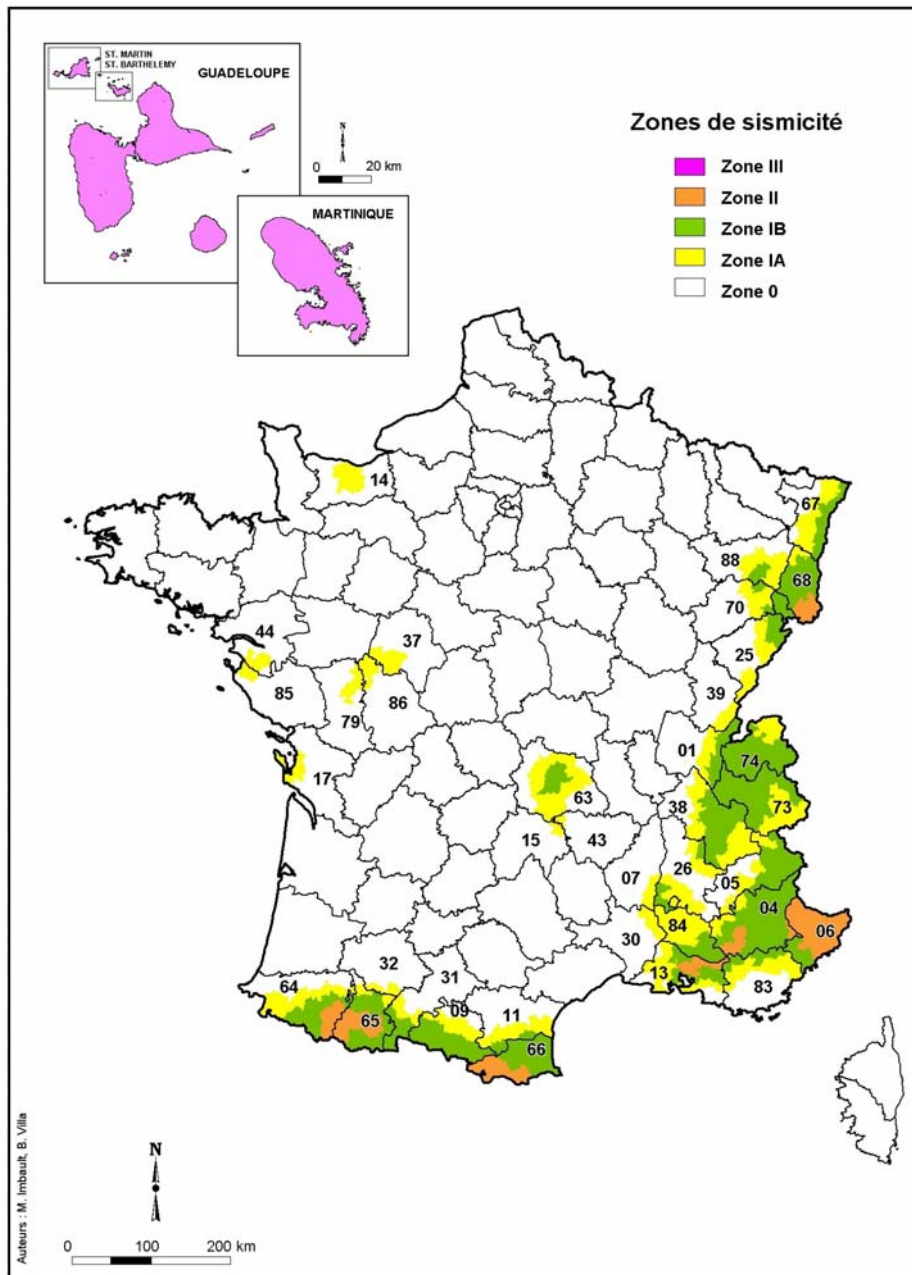 ST. MARTIN
ST. BARTHELEMY
GUADELOUPE
N
0 20 km
MARTINIQUE
Zones de sismicité
Zone III
Zone II
Zone IB
Zone IA
Zone 0
14
67
88
68
70
44
37
25
85
39
79
86
01
74
17
63
38
73
15
43
26
05
07
04
84
06
30
32
31
13
64
83
09
11
65
66
N
0 100 200 km
Auteurs : M. Imbault, B. Villa